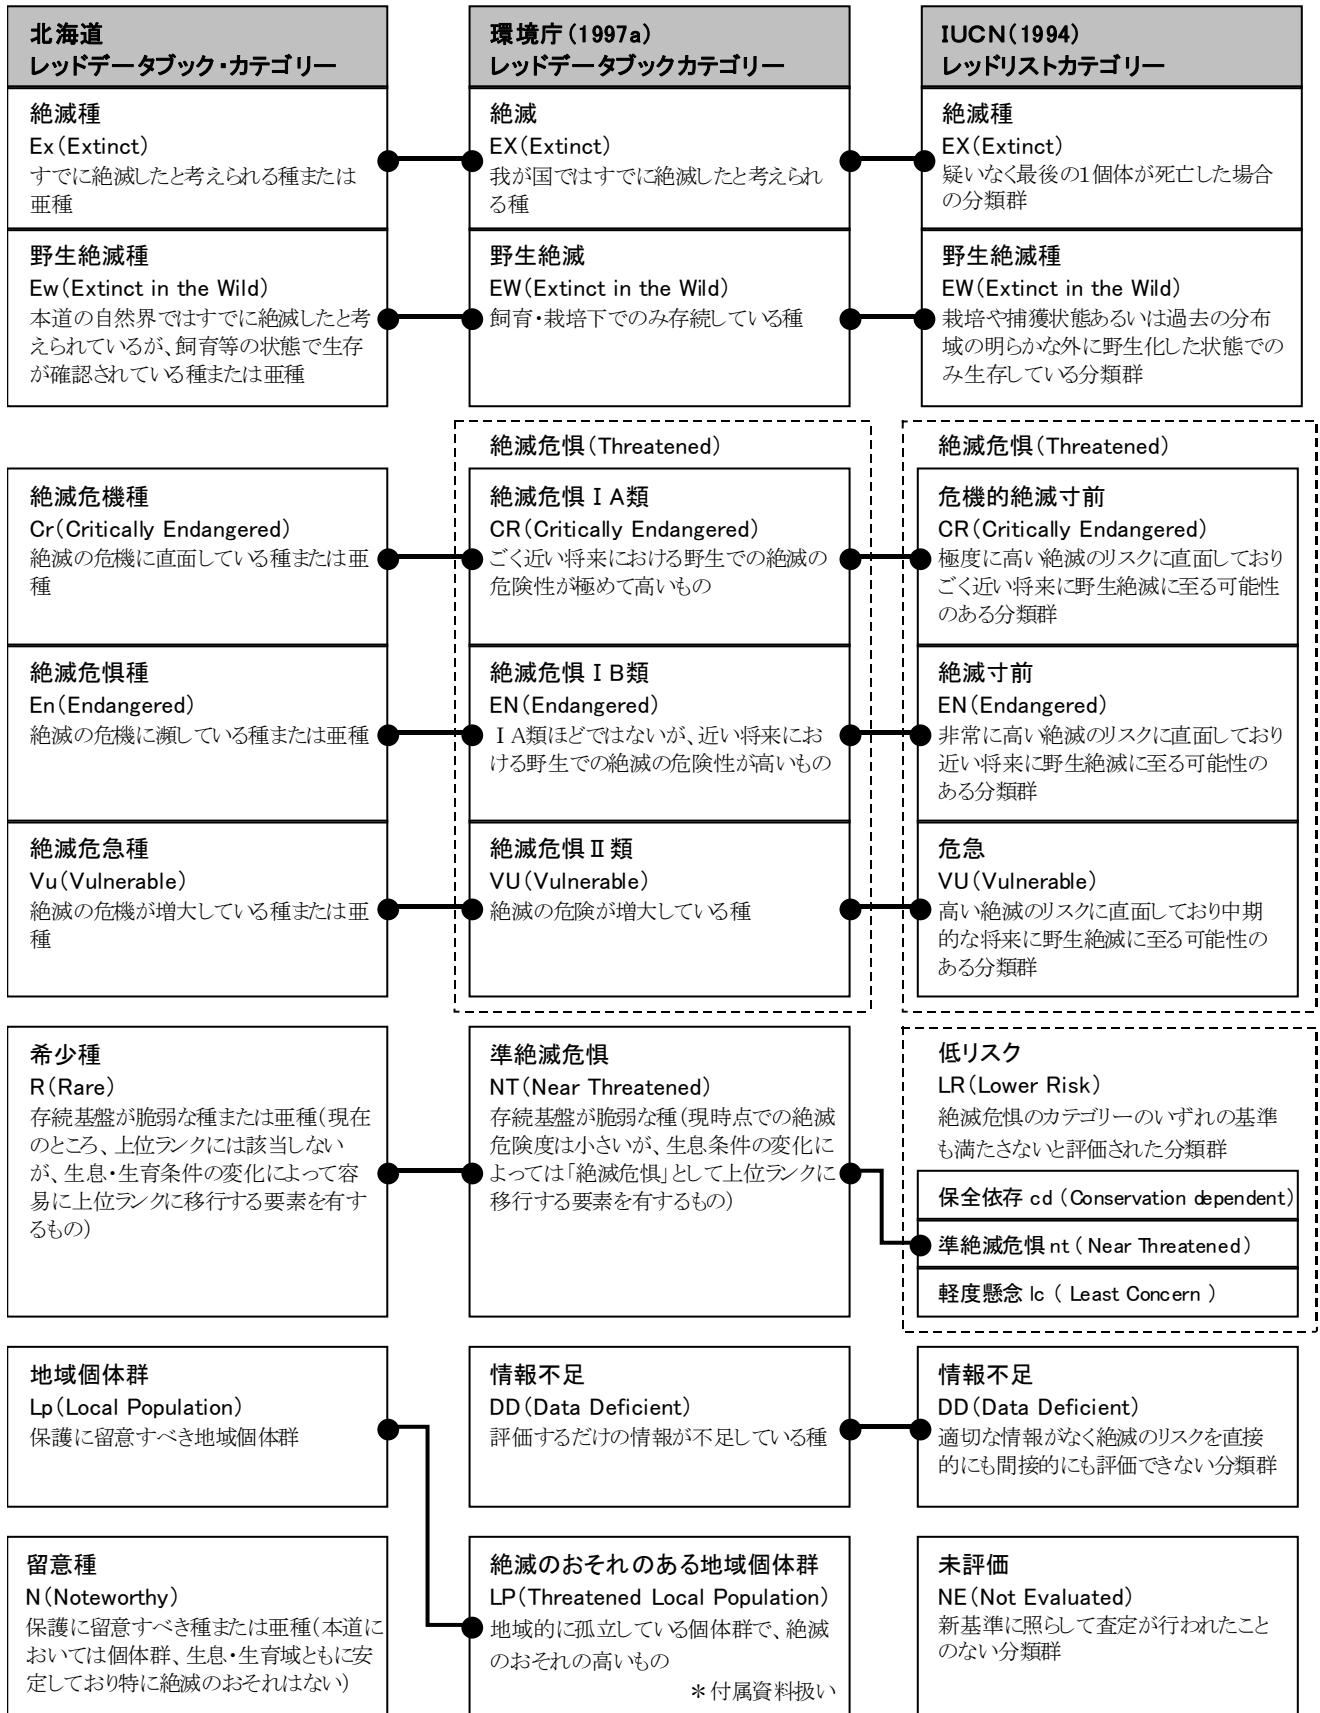 北海道
レッドデータブック・カテゴリー
環境庁(1997a)
レッドデータブックカテゴリー
IUCN(1994)
レッドリストカテゴリー
絶滅種
Ex(Extinct)
すでに絶滅したと考えられる種または
亜種
絶滅
EX(Extinct)
我が国ではすでに絶滅したと考えられ
る種
絶滅種
EX(Extinct)
疑いなく最後の1個体が死亡した場合
の分類群
野生絶滅種
Ew(Extinct in the Wild)
本道の自然界ではすでに絶滅したと考
えられているが、飼育等の状態で生存
が確認されている種または亜種
野生絶滅
EW(Extinct in the Wild)
飼育・栽培下でのみ存続している種
野生絶滅種
EW(Extinct in the Wild)
栽培や捕獲状態あるいは過去の分布
域の明らかな外に野生化した状態での
み生存している分類群
絶滅危惧(Threatened)
絶滅危惧(Threatened)
絶滅危機種
Cr(Critically Endangered)
絶滅の危機に直面している種または亜
種
絶滅危惧ⅠA類
CR(Critically Endangered)
ごく近い将来における野生での絶滅の
危険性が極めて高いもの
危機的絶滅寸前
CR(Critically Endangered)
極度に高い絶滅のリスクに直面しており
ごく近い将来に野生絶滅に至る可能性
のある分類群
絶滅危惧種
En(Endangered)
絶滅の危機に瀕している種または亜種
絶滅危惧ⅠB類
EN(Endangered)
ⅠA類ほどではないが、近い将来にお
ける野生での絶滅の危険性が高いもの
絶滅寸前
EN(Endangered)
非常に高い絶滅のリスクに直面しており
近い将来に野生絶滅に至る可能性の
ある分類群
絶滅危急種
Vu(Vulnerable)
絶滅の危機が増大している種または亜
種
絶滅危惧Ⅱ類
VU(Vulnerable)
絶滅の危険が増大している種
危急
VU(Vulnerable)
高い絶滅のリスクに直面しており中期
的な将来に野生絶滅に至る可能性の
ある分類群
希少種
R(Rare)
存続基盤が脆弱な種または亜種(現在
のところ、上位ランクには該当しない
が、生息・生育条件の変化によって容
易に上位ランクに移行する要素を有す
るもの)
準絶滅危惧
NT(Near Threatened)
存続基盤が脆弱な種(現時点での絶滅
危険度は小さいが、生息条件の変化に
よっては「絶滅危惧」として上位ランクに
移行する要素を有するもの)
低リスク
LR(Lower Risk)
絶滅危惧のカテゴリーのいずれの基準
も満たさないと評価された分類群
保全依存 cd (Conservation dependent)
準絶滅危惧 nt ( Near Threatened )
軽度懸念 lc ( Least Concern )
地域個体群
Lp(Local Population)
保護に留意すべき地域個体群
情報不足
DD(Data Deficient)
評価するだけの情報が不足している種
情報不足
DD(Data Deficient)
適切な情報がなく絶滅のリスクを直接
的にも間接的にも評価できない分類群
留意種
N(Noteworthy)
保護に留意すべき種または亜種(本道に
おいては個体群、生息・生育域ともに安
定しており特に絶滅のおそれはない)
絶滅のおそれのある地域個体群
LP(Threatened Local Population)
地域的に孤立している個体群で、絶滅
のおそれの高いもの
＊付属資料扱い
未評価
NE(Not Evaluated)
新基準に照らして査定が行われたこと
のない分類群